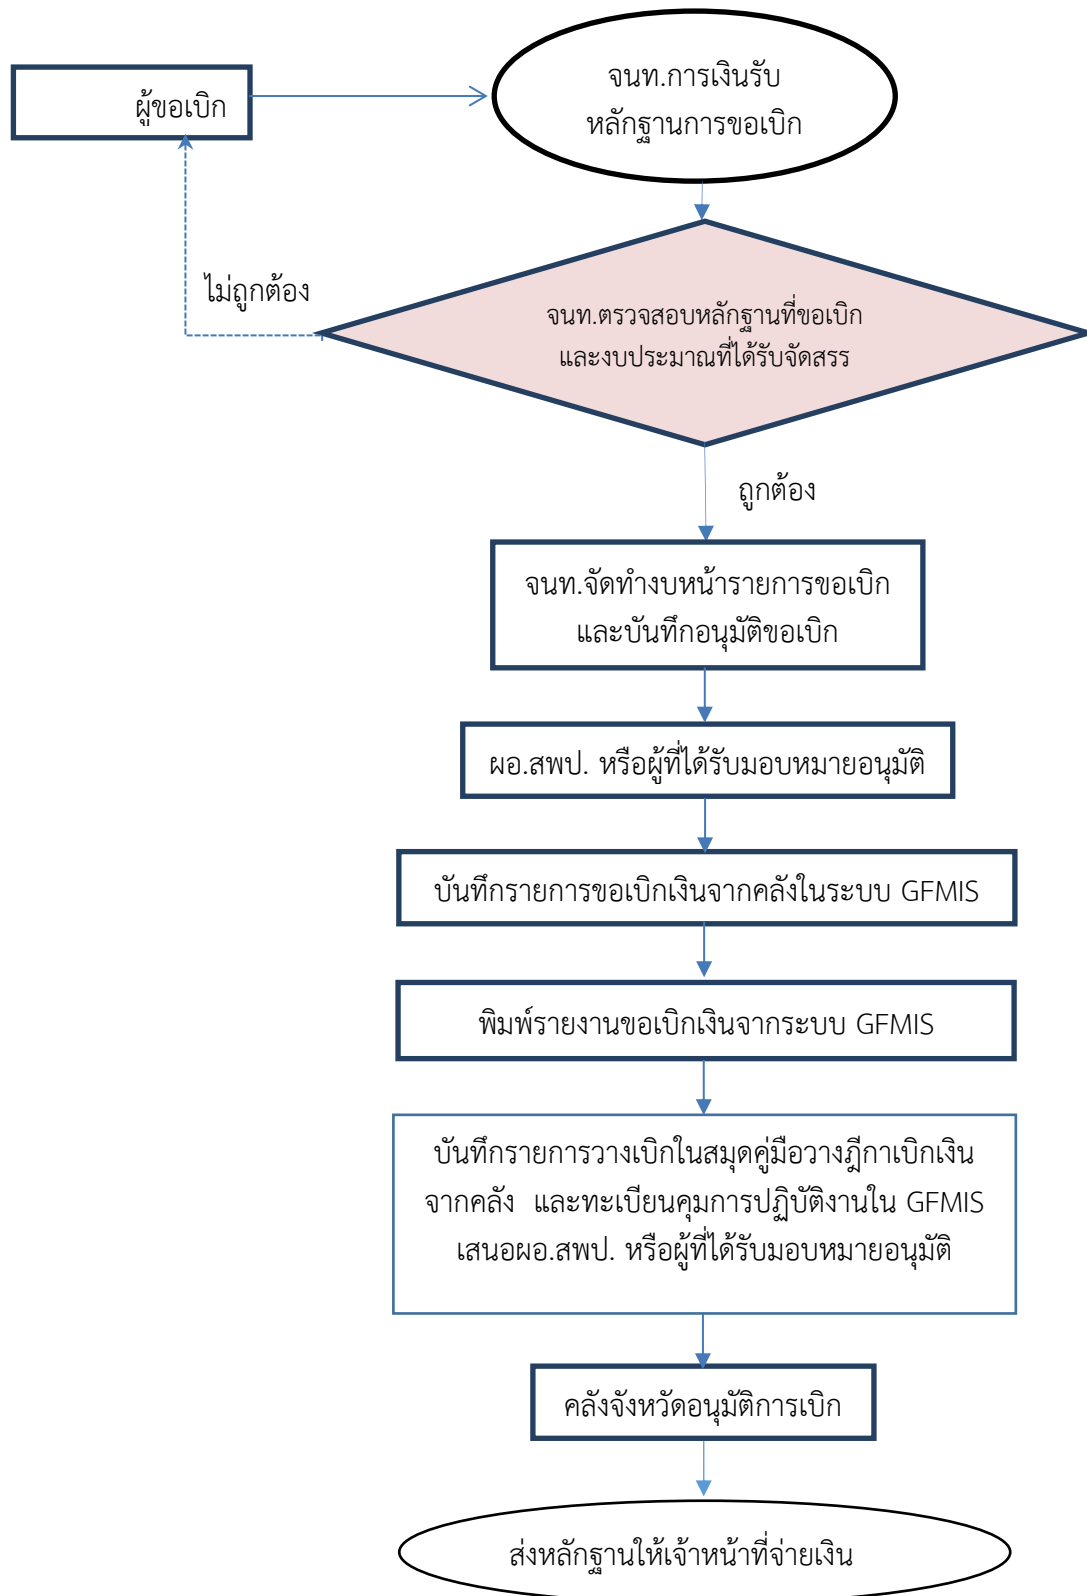 จนท.การเงินรับ
หลักฐานการขอเบิก
ผู้ขอเบิก
ไม่ถูกต้อง
จนท.ตรวจสอบหลักฐานที่ขอเบิก
และงบประมาณที่ได้รับจัดสรร
ถูกต้อง
จนท.จัดทำงบหน้ารายการขอเบิก
และบันทึกอนุมัติขอเบิก
ผอ.สพป. หรือผู้ที่ได้รับมอบหมายอนุมัติ
บันทึกรายการขอเบิกเงินจากคลังในระบบ GFMIS
พิมพ์รายงานขอเบิกเงินจากระบบ GFMIS
บันทึกรายการวางเบิกในสมุดคู่มือวางฎีกาเบิกเงิน
จากคลัง และทะเบียนคุมการปฏิบัติงานใน GFMIS
เสนอผอ.สพป. หรือผู้ที่ได้รับมอบหมายอนุมัติ
คลังจังหวัดอนุมัติการเบิก
ส่งหลักฐานให้เจ้าหน้าที่จ่ายเงิน